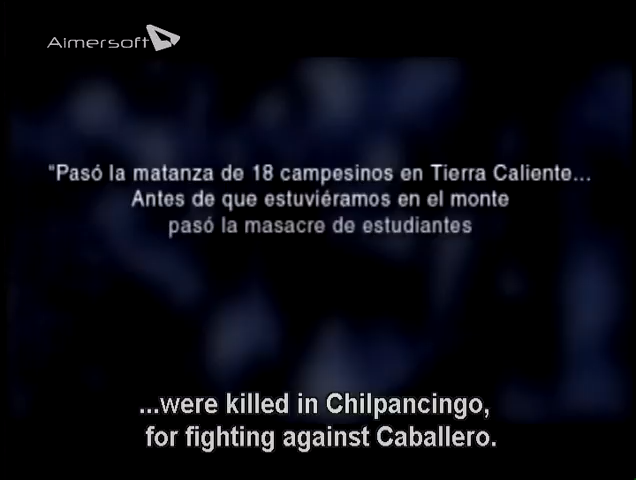 Aimersoft
"Pasó la matanza de 18 campesinos en Tierra Caliente...
Antes de que estuviéramos en el monte
pasó la masacre de estudiantes
...were killed in Chilpancingo,
for fighting against Caballero.